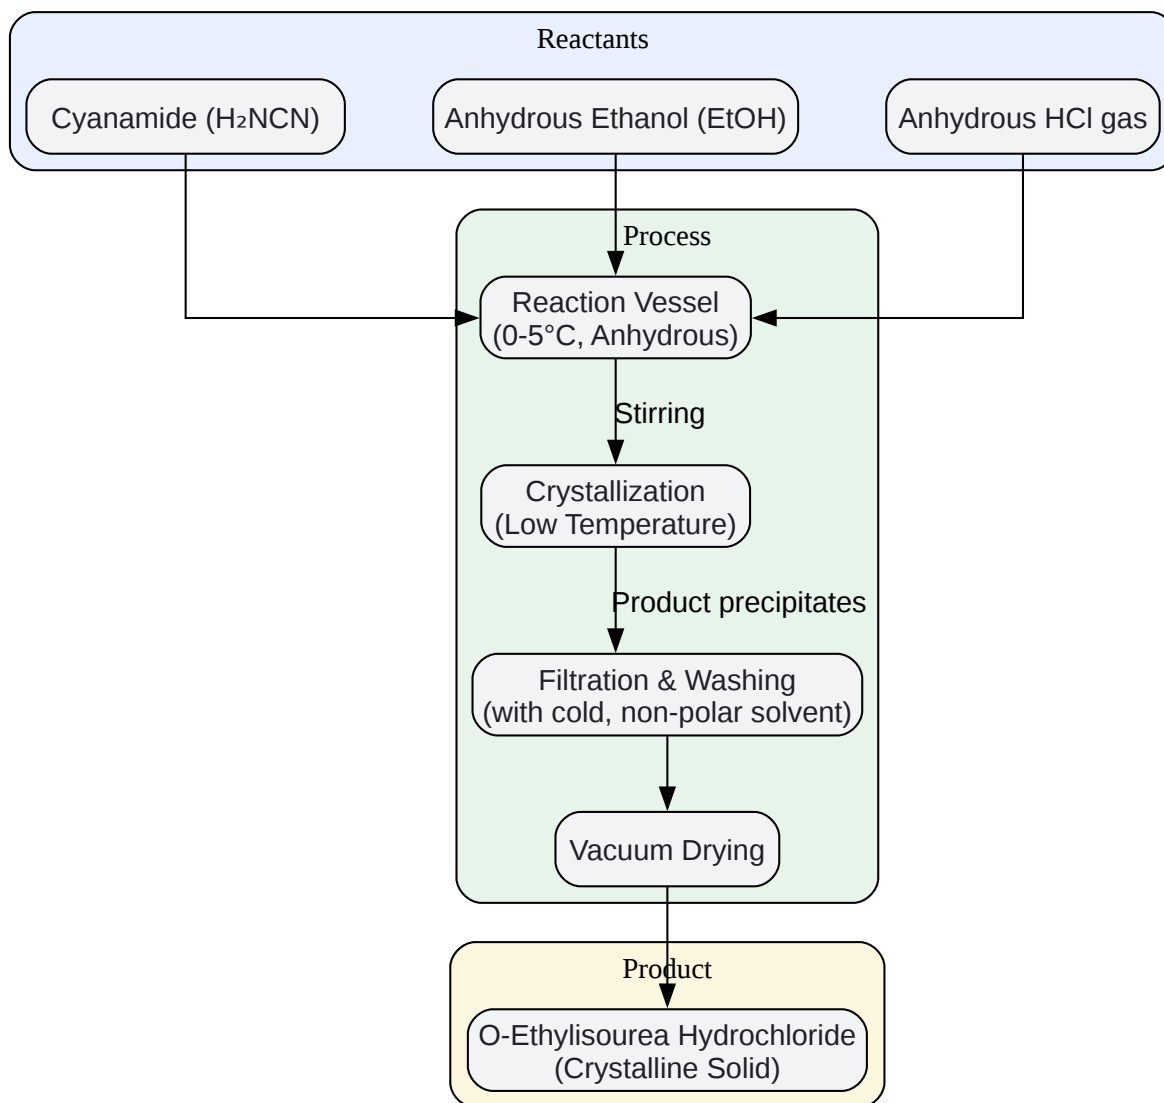 Reactants
Cyanamide (H₂NCN)
Anhydrous Ethanol (EtOH)
Anhydrous HCl gas
Process
Reaction Vessel
(0-5°C, Anhydrous)
Stirring
Crystallization
(Low Temperature)
Product precipitates
Filtration & Washing
(with cold, non-polar solvent)
Vacuum Drying
Product
O-Ethylisourea Hydrochloride
(Crystalline Solid)